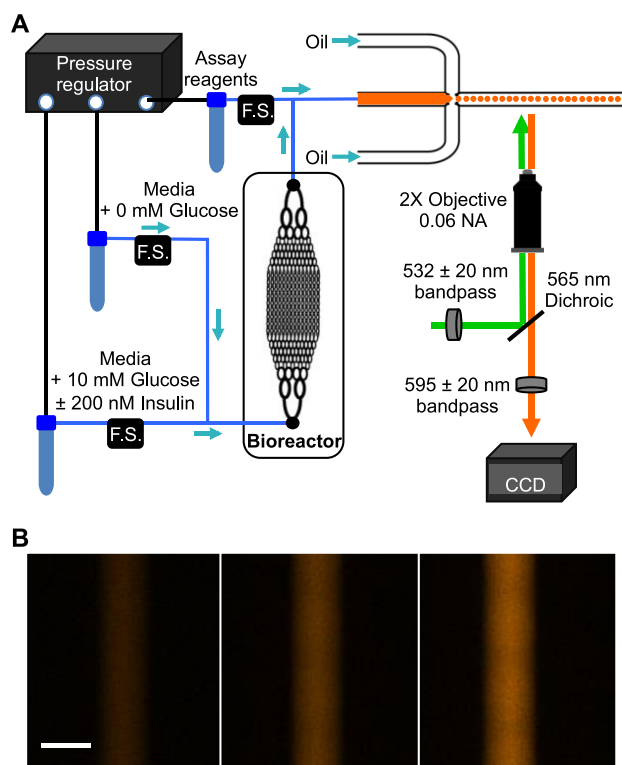 A
Pressure
regulator
Assay
reagents
F.S.
Oil
Oil
Media
+ 0 mM Glucose
F.S.
Media
+ 10 mM Glucose
± 200 nM Insulin
F.S.
Bioreactor
2X Objective
0.06 NA
532 ± 20 nm
bandpass
565 nm
Dichroic
595 ± 20 nm
bandpass
CCD
B